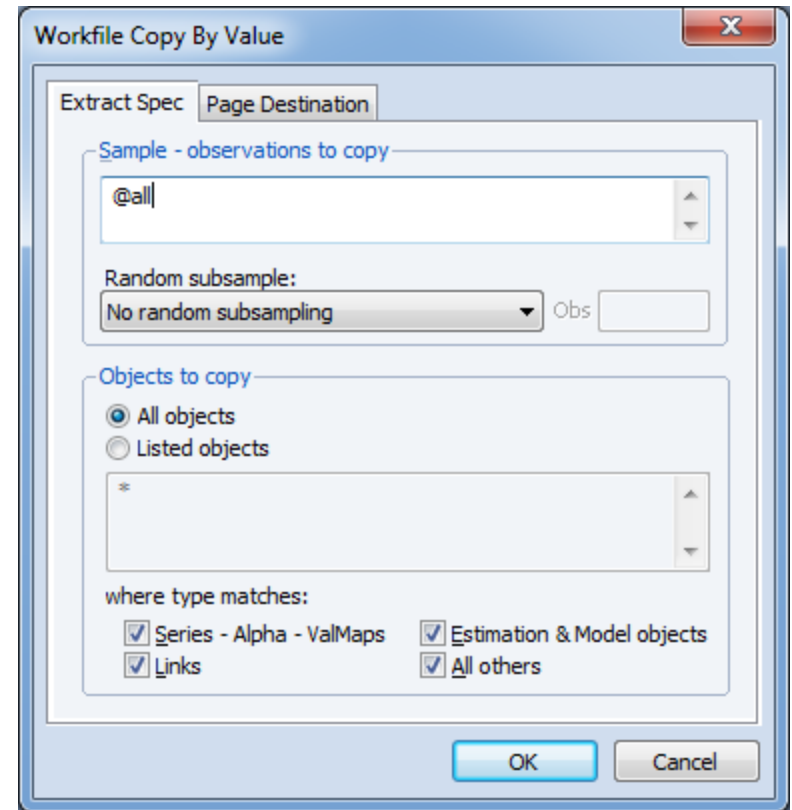 Workfile Copy By Value
X
Extract Spec Page Destination
Sample - observations to copy
@all
Random subsample:
No random subsampling Obs
Objects to copy
All objects
Listed objects
*
where type matches:
Series - Alpha - ValMaps Estimation & Model objects
Links All others
OK Cancel